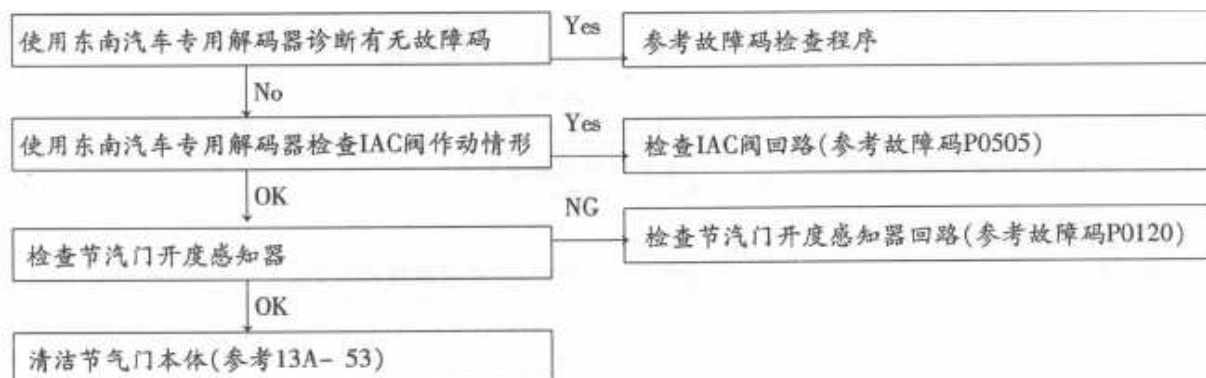 使用东南汽车专用解码器诊断有无故障码
Yes
参考故障码检查程序
No
使用东南汽车专用解码器检查IAC阀作动情形
Yes
检查IAC阀回路(参考故障码P0505)
OK
NG
检查节汽门开度感知器
检查节汽门开度感知器回路(参考故障码P0120)
OK
清洁节气门本体(参考13A- 53)